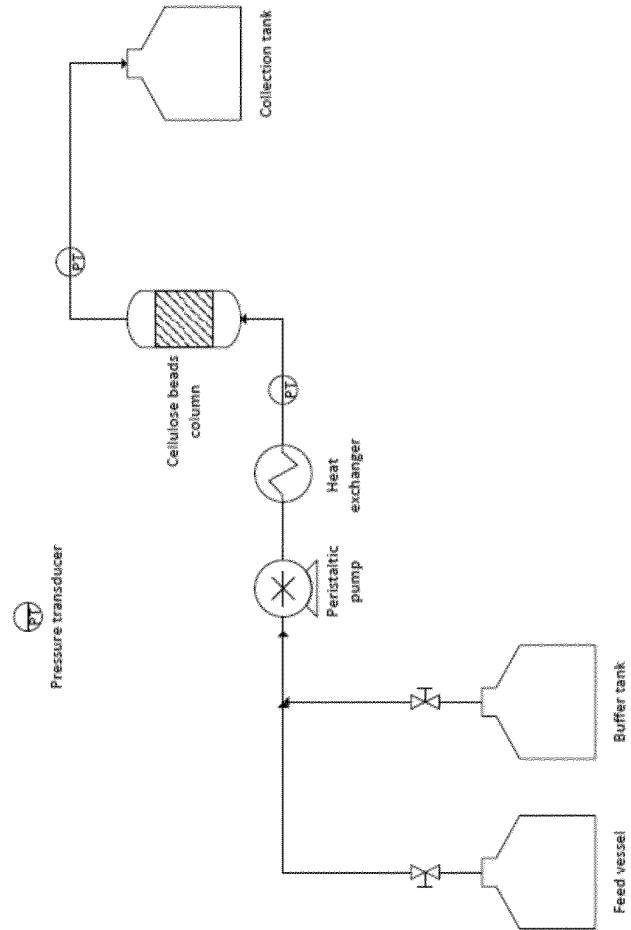 Pressure transducer
PT
Feed vessel
Buffer tank
Peristaltic
pump
Heat
exchanger
PT
Cellulose beads
column
PT
Collection tank